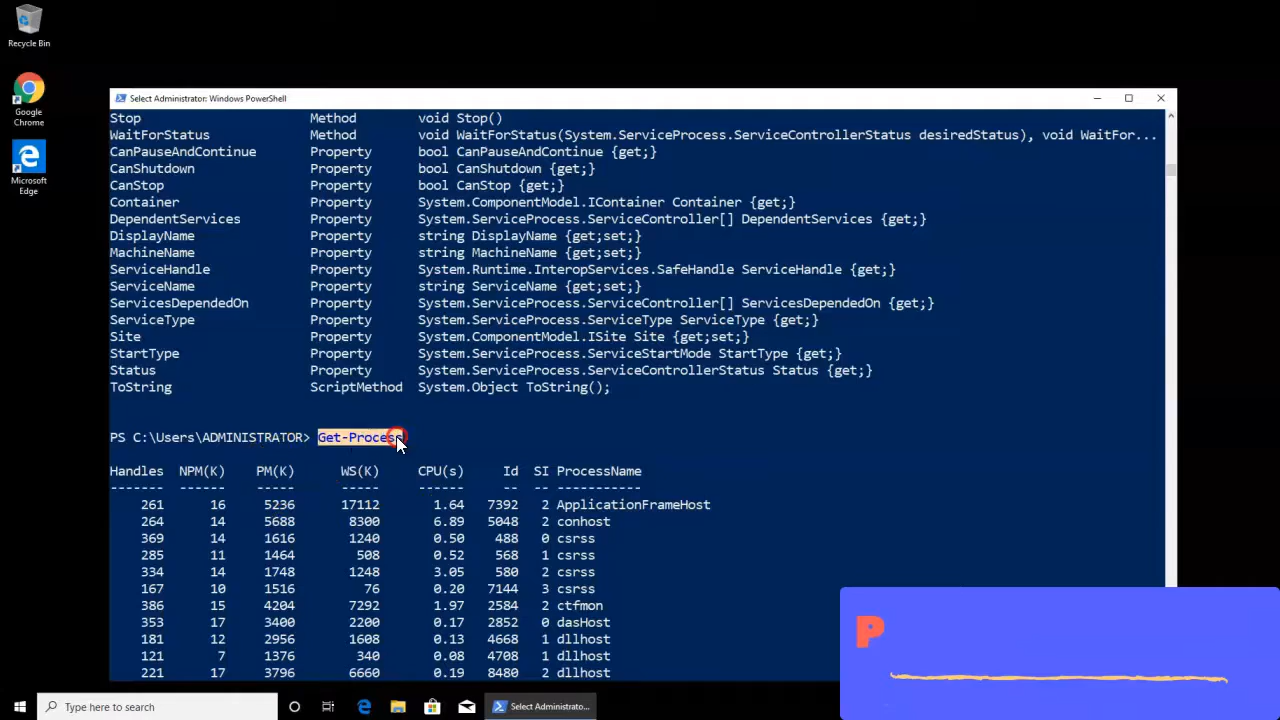 Recycle Bin
Google
Chrome
Microsoft
Edge
Select Administrator: Windows PowerShell
Stop Method void Stop()
WaitForStatus Method void WaitForStatus(System.ServiceProcess.ServiceControllerStatus desiredStatus), void WaitFor...
CanPauseAndContinue Property bool CanPauseAndContinue {get;}
CanShutdown Property bool CanShutdown {get;}
CanStop Property bool CanStop {get;}
Container Property System.ComponentModel.IContainer Container {get;}
DependentServices Property System.ServiceProcess.ServiceController[] DependentServices {get;}
DisplayName Property string DisplayName {get;set;}
MachineName Property string MachineName {get;set;}
ServiceHandle Property System.Runtime.InteropServices.SafeHandle ServiceHandle {get;}
ServiceName Property string ServiceName {get;set;}
ServicesDependedOn Property System.ServiceProcess.ServiceController[] ServicesDependedOn {get;}
ServiceType Property System.ServiceProcess.ServiceType ServiceType {get;}
Site Property System.ComponentModel.ISite Site {get;set;}
StartType Property System.ServiceProcess.ServiceStartMode StartType {get;}
Status Property System.ServiceProcess.ServiceControllerStatus Status {get;}
ToString ScriptMethod System.Object ToString();
PS C:\Users\ADMINISTRATOR> Get-Process
Handles NPM(K) PM(K) WS(K) CPU(s) Id SI ProcessName
------- ------ ----- ----- ------ -- -- -----------
261 16 5236 17112 1.64 7392 2 ApplicationFrameHost
264 14 5688 8300 6.89 5048 2 conhost
369 14 1616 1240 0.50 488 0 csrss
285 11 1464 508 0.52 568 1 csrss
334 14 1748 1248 3.05 580 2 csrss
167 10 1516 76 0.20 7144 3 csrss
386 15 4204 7292 1.97 2584 2 ctfmon
353 17 3400 2200 0.17 2852 0 dasHost
181 12 2956 1608 0.13 4668 1 dllhost
121 7 1376 340 0.08 4708 1 dllhost
221 17 3796 6660 0.19 8480 2 dllhost
P
Type here to search
Select Administrato...